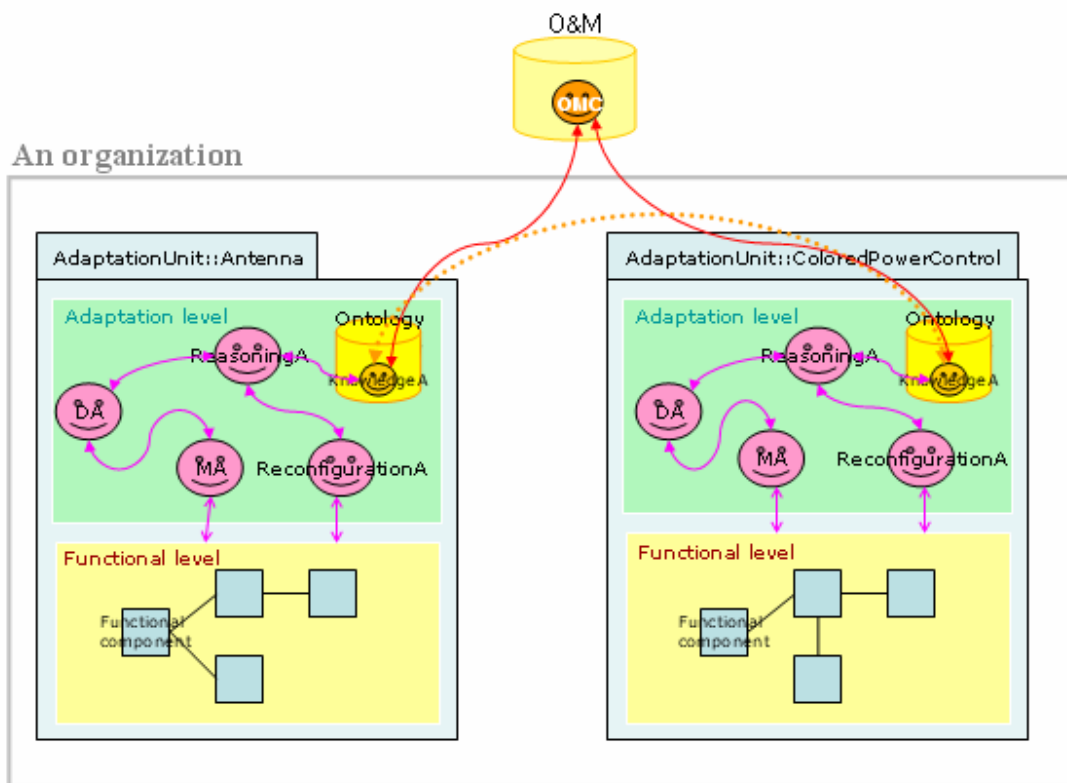 O&M
OMC
An organization
AdaptationUnit::Antenna
Adaptation level
Ontology
ReasoningA
KnowledgeA
DA
MA
ReconfigurationA
Functional level
Functional
component
AdaptationUnit::ColoredPowerControl
Adaptation level
Ontology
ReasoningA
KnowledgeA
DA
MA
ReconfigurationA
Functional level
Functional
component